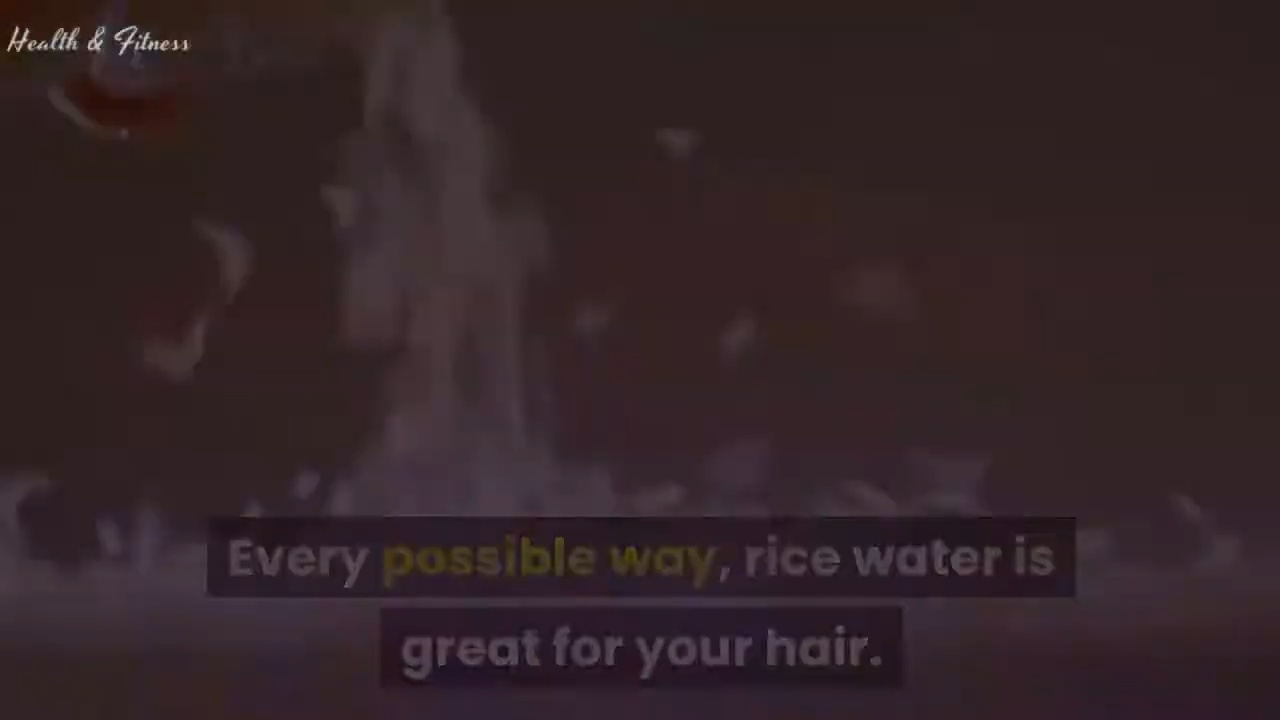 Health & Fitness
Every possible way, rice water is
great for your hair.